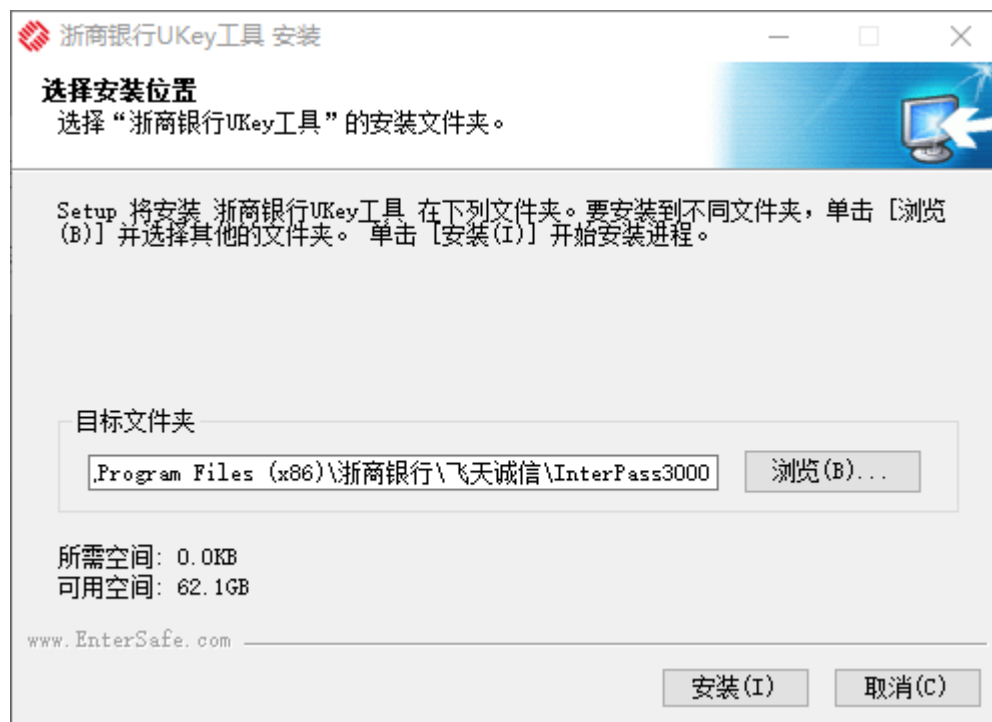 浙商银行UKey工具 安装
选择安装位置
选择“浙商银行UKey工具”的安装文件夹。
Setup 将安装 浙商银行UKey工具 在下列文件夹。要安装到不同文件夹，单击 [浏览
(B)] 并选择其他的文件夹。 单击 [安装(I)] 开始安装进程。
目标文件夹
Program Files (x86)\浙商银行\飞天诚信\InterPass3000
浏览(B)...
所需空间: 0.0KB
可用空间: 62.1GB
www.EnterSafe.com
安装(I)
取消(C)